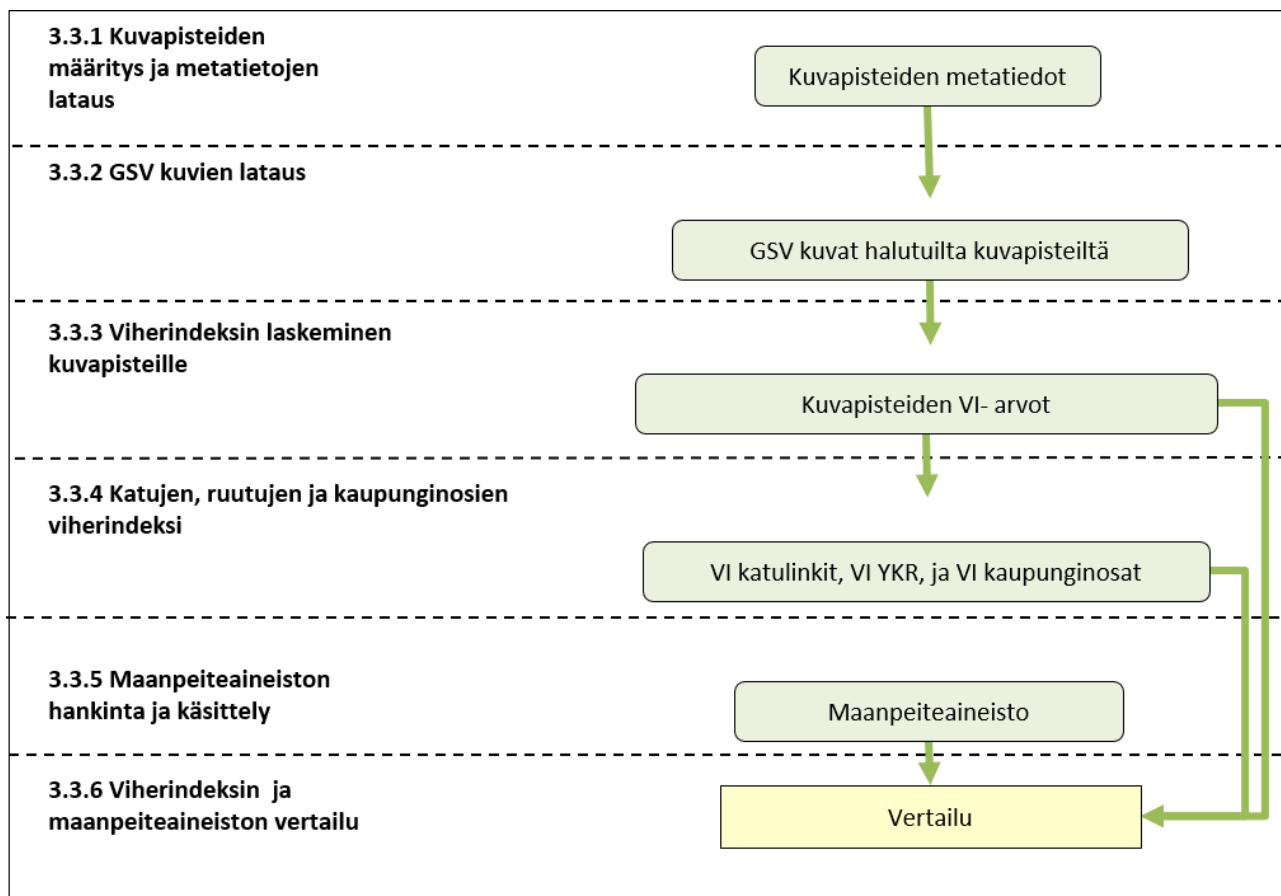 3.3.1 Kuvapisteiden
määritys ja metatietojen
lataus
Kuvapisteiden metatiedot
3.3.2 GSV kuvien lataus
GSV kuvat halutuilta kuvapisteiltä
3.3.3 Viherindeksin laskeminen
kuvapisteille
Kuvapisteiden VI- arvot
3.3.4 Katujen, ruutujen ja kaupunginosien
viherindeksi
VI katulinkit, VI YKR, ja VI kaupunginosat
3.3.5 Maanpeiteaineiston
hankinta ja käsittely
Maanpeiteaineisto
3.3.6 Viherindeksin ja
maanpeiteaineiston vertailu
Vertailu